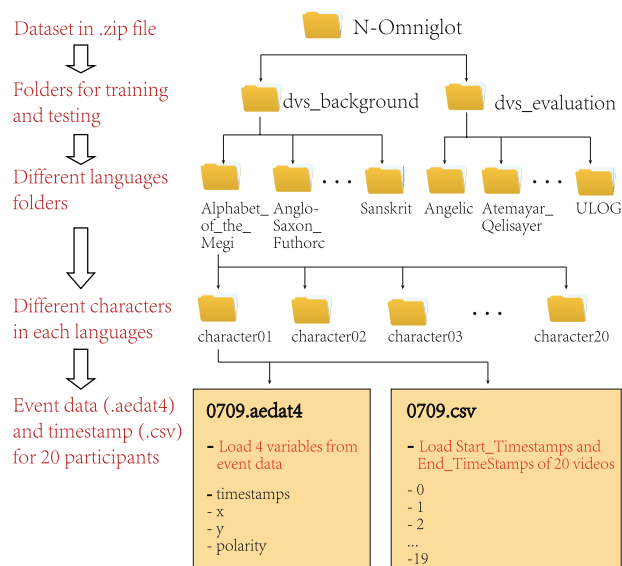 Dataset in .zip file
N-Omniglot
Folders for training
and testing
dvs_background
dvs_evaluation
Different languages
folders
...
...
Alphabet_
of_the_
Megi
Anglo-
Saxon_
Futhorc
Sanskrit
Angelic
Atemayar_
Qelisayer
ULOG
Different characters
in each languages
...
character01
character02
character03
character20
Event data (.aedat4)
and timestamp (.csv)
for 20 participants
0709.aedat4
- Load 4 variables from
event data
- timestamps
- x
- y
- polarity
0709.csv
- Load Start_Timestamps and
End_TimeStamps of 20 videos
- 0
- 1
- 2
...
-19